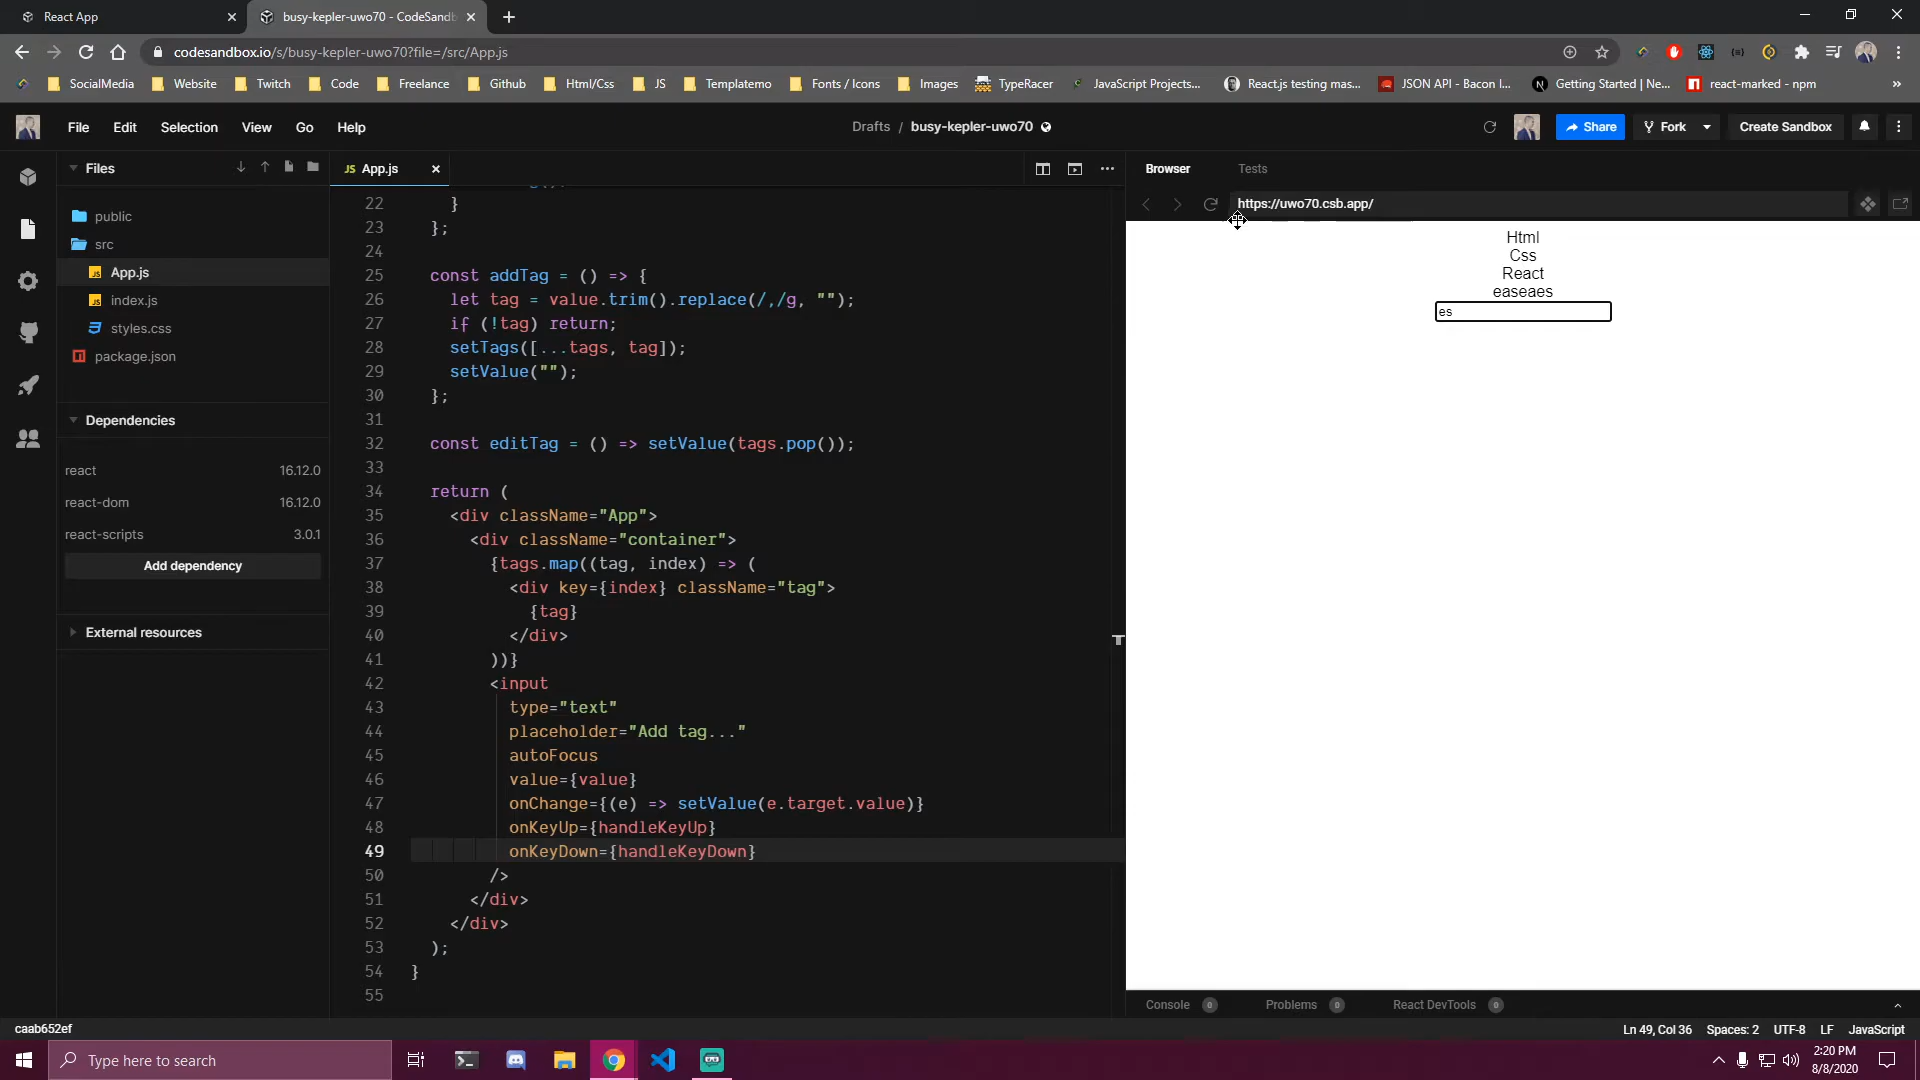 React App
busy-kepler-uwo70 - CodeSandb
codesandbox.io/s/busy-kepler-uwo70?file=/src/App.js
SocialMedia
Website
Twitch
Code
Freelance
Github
Html/Css
JS
Templatemo
Fonts / Icons
Images
TypeRacer
JavaScript Projects...
React.js testing mas...
JSON API - Bacon I...
Getting Started | Ne...
react-marked - npm
File
Edit
Selection
View
Go
Help
Drafts / busy-kepler-uwo70
Share
Fork
Create Sandbox
Files
public
src
App.js
index.js
styles.css
package.json
Dependencies
react 16.12.0
react-dom 16.12.0
react-scripts 3.0.1
Add dependency
External resources
JS App.js
22 }
23 };
24
25 const addTag = () => {
26 let tag = value.trim().replace(/,/g, "");
27 if (!tag) return;
28 setTags([...tags, tag]);
29 setValue("");
30 };
31
32 const editTag = () => setValue(tags.pop());
33
34 return (
35 <div className="App">
36 <div className="container">
37 {tags.map((tag, index) => (
38 <div key={index} className="tag">
39 {tag}
40 </div>
41 ))}
42 <input
43 type="text"
44 placeholder="Add tag..."
45 autoFocus
46 value={value}
47 onChange={(e) => setValue(e.target.value)}
48 onKeyUp={handleKeyUp}
49 onKeyDown={handleKeyDown}
50 />
51 </div>
52 </div>
53 );
54 }
55
Browser
Tests
https://uwo70.csb.app/
Html
Css
React
easeaes
es
Console 0
Problems 0
React DevTools 0
caab652ef
Ln 49, Col 36
Spaces: 2
UTF-8
LF
JavaScript
Type here to search
2:20 PM
8/8/2020